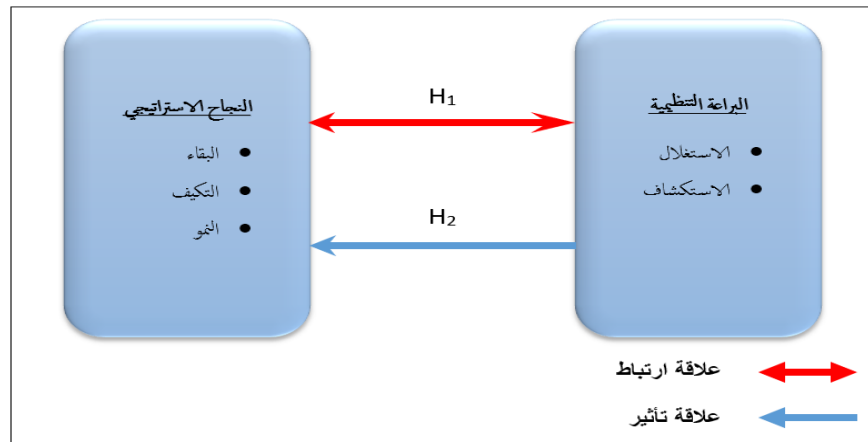 البراعة التنظيمية
• الاستغلال
• الاستكشاف
H₁
H₂
النجاح الاستراتيجي
• البقاء
• التكيف
• النمو
علاقة ارتباط
علاقة تأثير